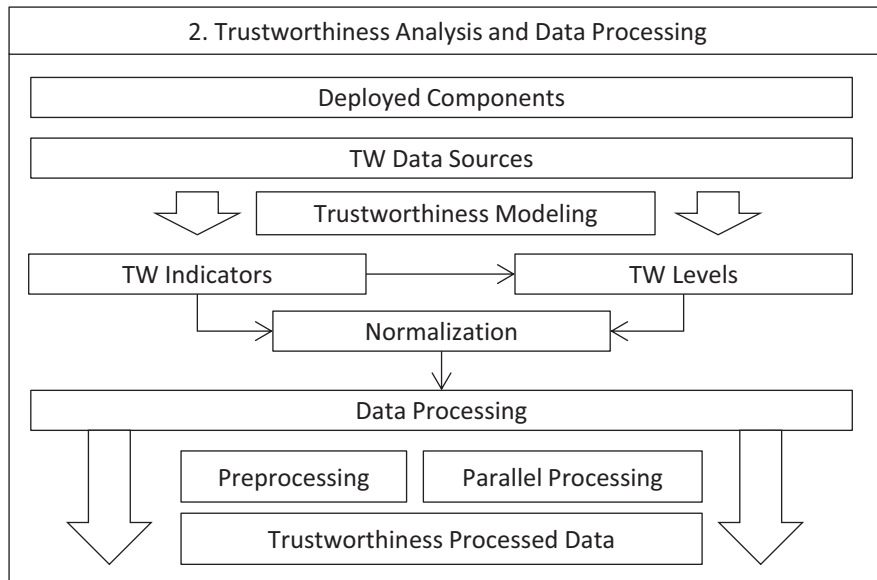 2. Trustworthiness Analysis and Data Processing
Deployed Components
TW Data Sources
Trustworthiness Modeling
TW Indicators
TW Levels
Normalization
Data Processing
Preprocessing
Parallel Processing
Trustworthiness Processed Data